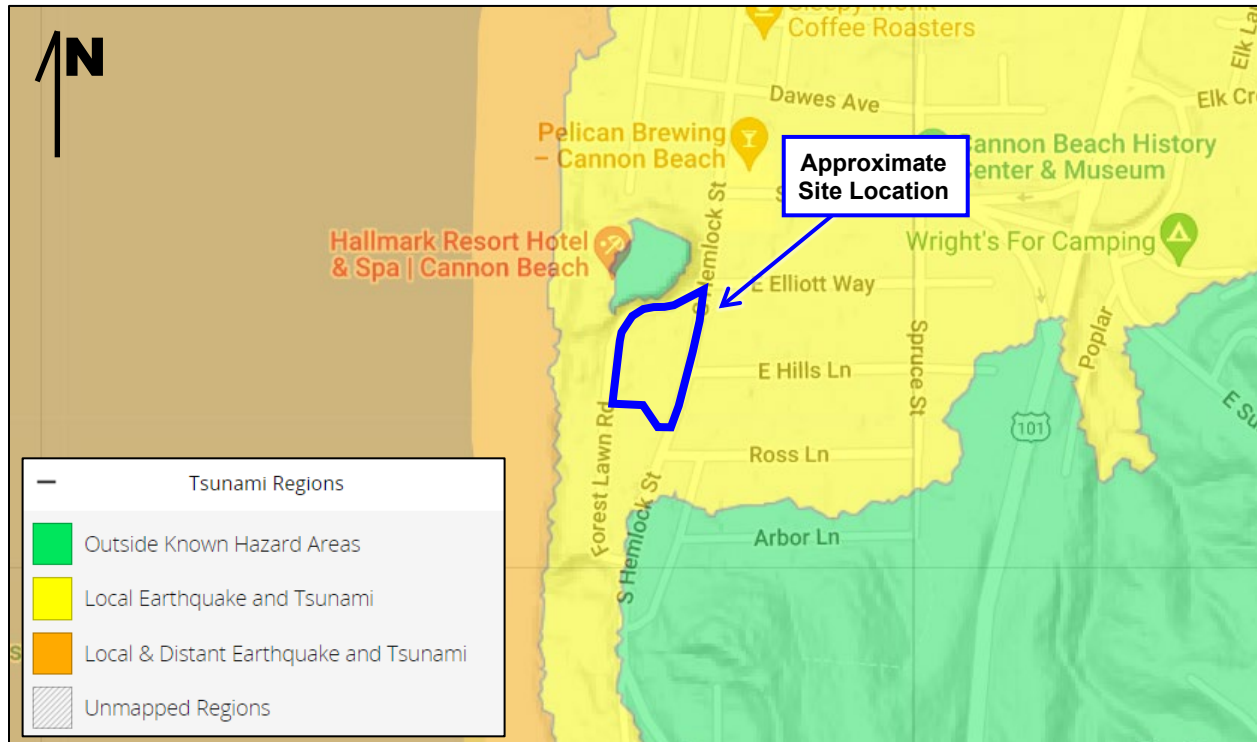 N
Coffee Roasters
Dawes Ave
Elk Cr
Pelican Brewing
– Cannon Beach
Cannon Beach History
Center & Museum
Approximate
Site Location
S Hemlock St
Hallmark Resort Hotel
& Spa | Cannon Beach
Wright's For Camping
E Elliott Way
Spruce St
Poplar
E Hills Ln
101
Forest Lawn Rd
Ross Ln
S Hemlock St
Arbor Ln
Tsunami Regions
Outside Known Hazard Areas
Local Earthquake and Tsunami
Local & Distant Earthquake and Tsunami
Unmapped Regions